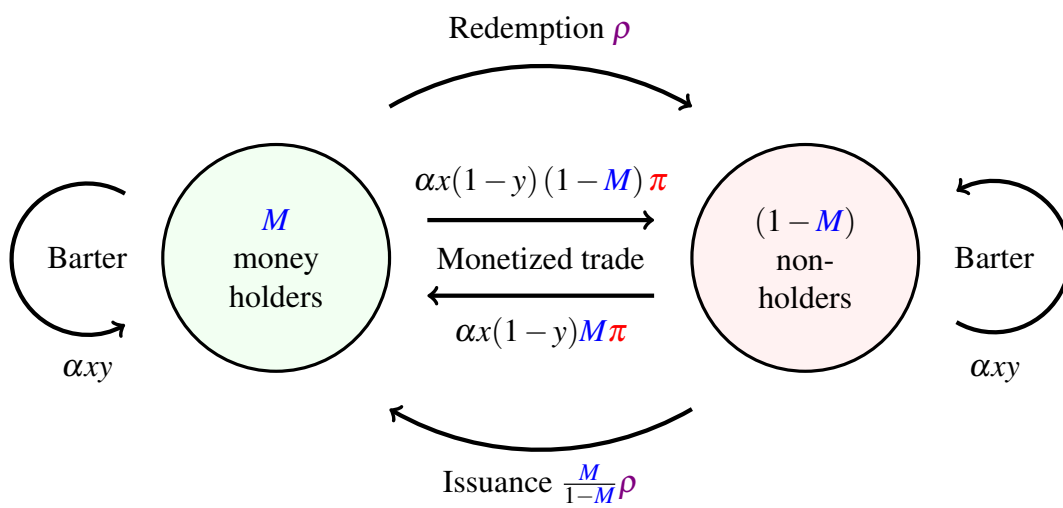 Redemption ρ
αx(1 − y) (1 − M) π
M
money
holders
(1 − M)
non-
holders
Barter
Monetized trade
Barter
αx(1 − y)Mπ
αxy
αxy
Issuance $\frac{M}{1-M}$ρ